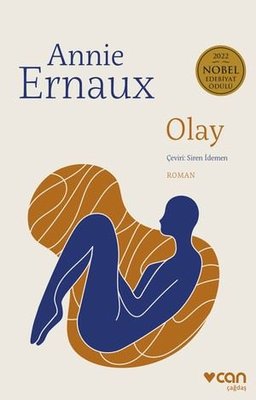 Annie
Ernaux
2022
NOBEL
EDEBİYAT
ÖDÜLÜ
Olay
Çeviri: Siren İdemen
ROMAN
can
çağdaş